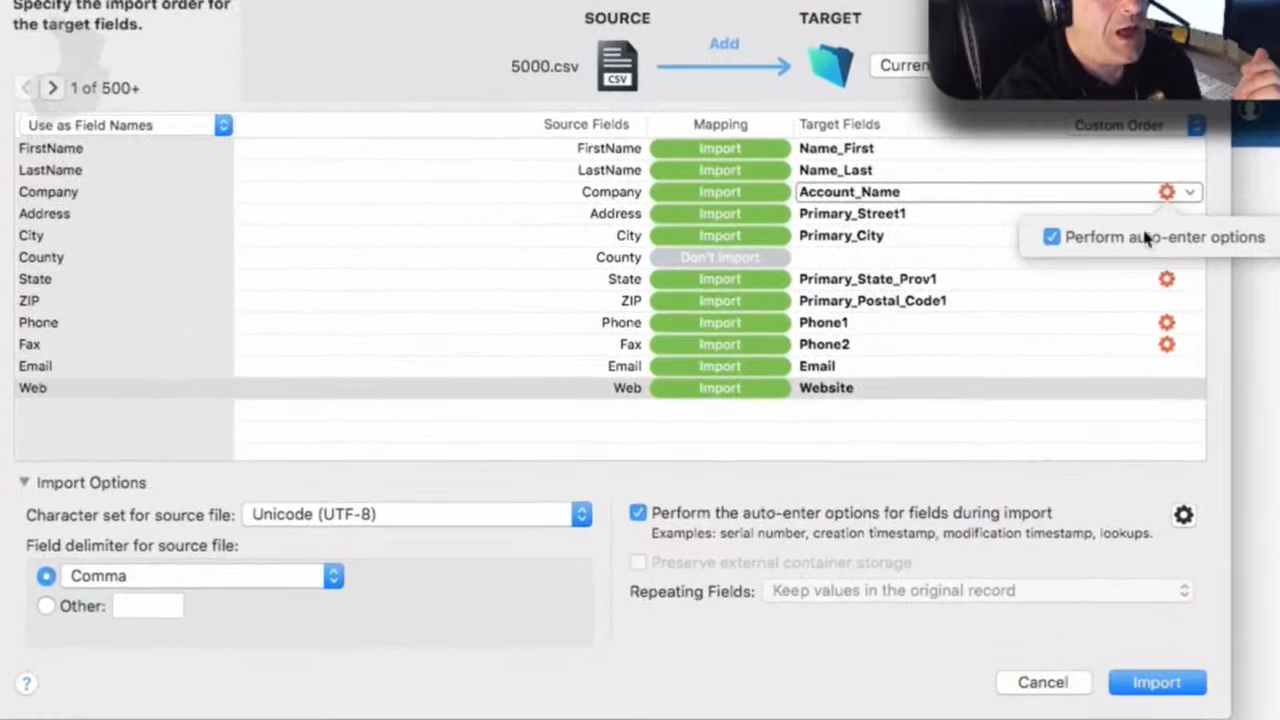 Specify the import order for
the target fields.
SOURCE
TARGET
5000.csv
CSV
Add
Curren
< > 1 of 500+
Use as Field Names
Source Fields
Mapping
Target Fields
Custom Order
FirstName FirstName Import Name_First
LastName LastName Import Name_Last
Company Company Import Account_Name
Address Address Import Primary_Street1
City City Import Primary_City
Perform auto-enter options
County County Don't Import
State State Import Primary_State_Prov1
ZIP ZIP Import Primary_Postal_Code1
Phone Phone Import Phone1
Fax Fax Import Phone2
Email Email Import Email
Web Web Import Website
Import Options
Character set for source file: Unicode (UTF-8)
Field delimiter for source file:
Comma
Other:
Perform the auto-enter options for fields during import
Examples: serial number, creation timestamp, modification timestamp, lookups.
Preserve external container storage
Repeating Fields: Keep values in the original record
?
Cancel
Import